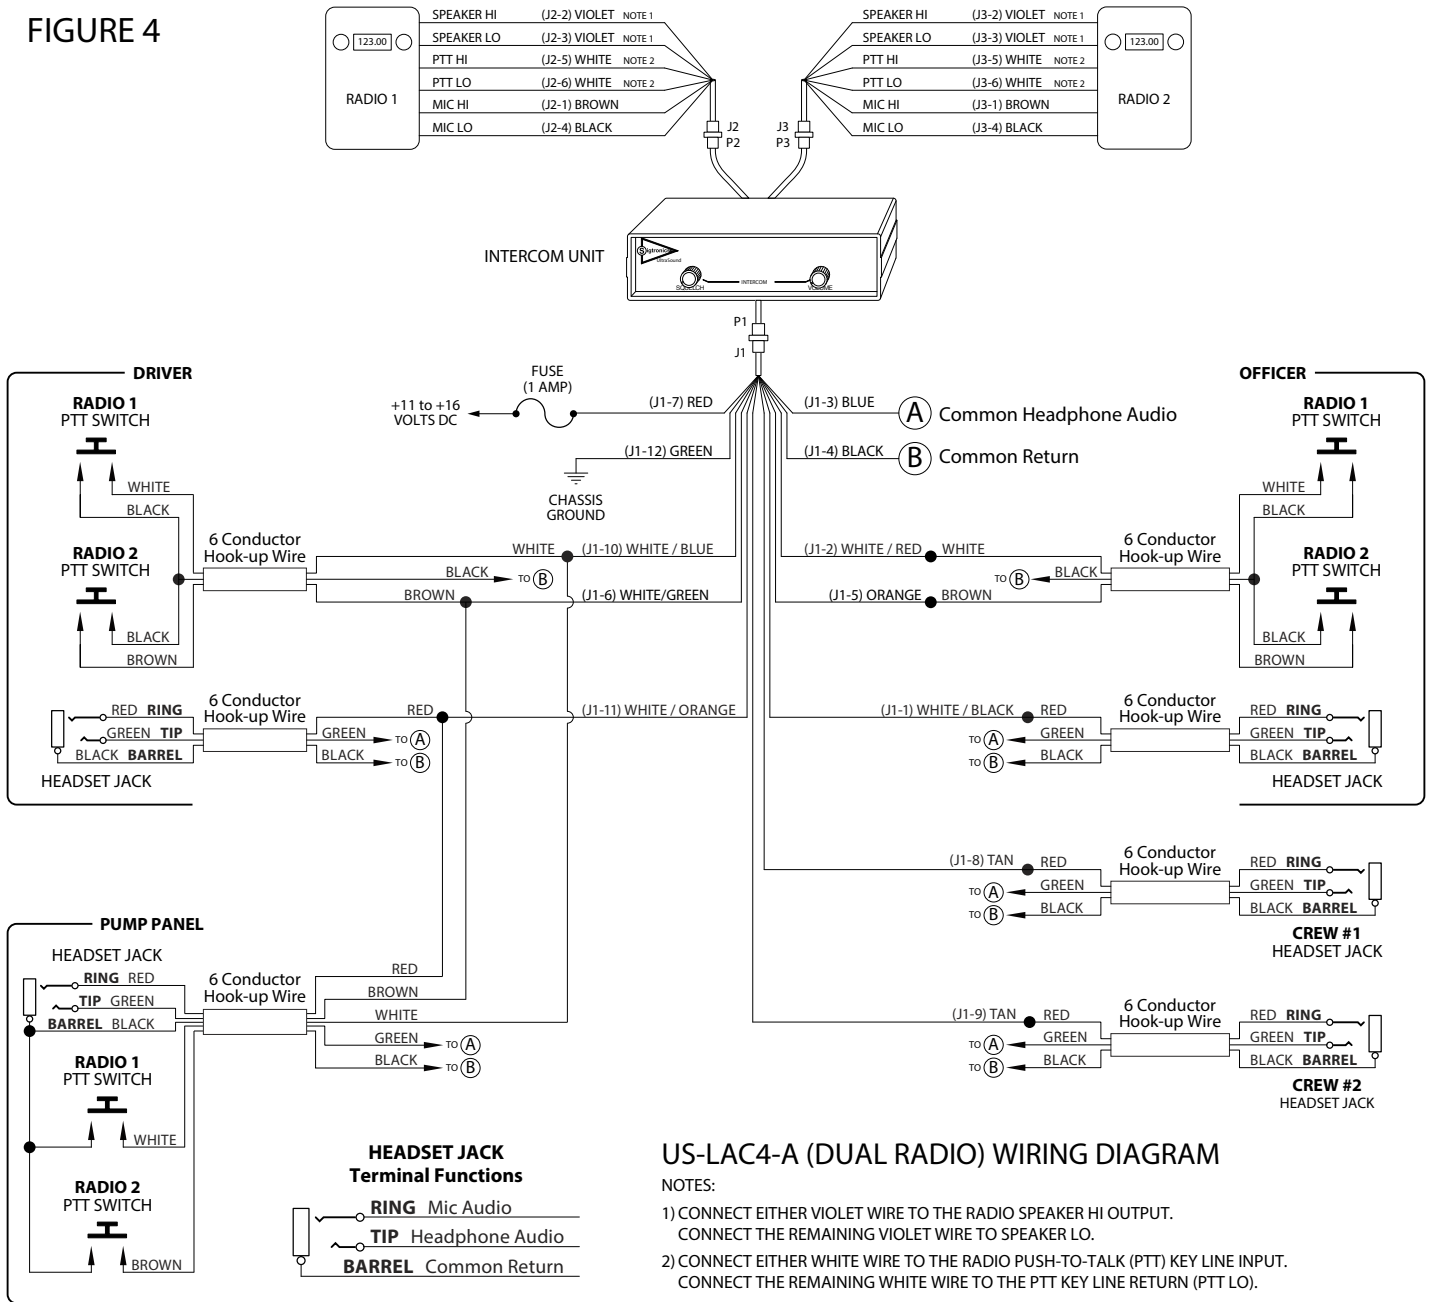 FIGURE 4
SPEAKER HI (J2-2) VIOLET NOTE 1
SPEAKER LO (J2-3) VIOLET NOTE 1
PTT HI (J2-5) WHITE NOTE 2
PTT LO (J2-6) WHITE NOTE 2
MIC HI (J2-1) BROWN
MIC LO (J2-4) BLACK
123.00
RADIO 1
SPEAKER HI (J3-2) VIOLET NOTE 1
SPEAKER LO (J3-3) VIOLET NOTE 1
PTT HI (J3-5) WHITE NOTE 2
PTT LO (J3-6) WHITE NOTE 2
MIC HI (J3-1) BROWN
MIC LO (J3-4) BLACK
123.00
RADIO 2
J2
P2
J3
P3
INTERCOM UNIT
Sigtronics
UltraSound
SQUELCH
INTERCOM
VOLUME
P1
J1
FUSE
(1 AMP)
+11 to +16
VOLTS DC
(J1-7) RED
(J1-12) GREEN
CHASSIS
GROUND
(J1-3) BLUE
A Common Headphone Audio
(J1-4) BLACK
B Common Return
DRIVER
RADIO 1
PTT SWITCH
WHITE
BLACK
RADIO 2
PTT SWITCH
BLACK
BROWN
6 Conductor
Hook-up Wire
WHITE (J1-10) WHITE / BLUE
BLACK TO B
BROWN (J1-6) WHITE/GREEN
RED RING
GREEN TIP
BLACK BARREL
HEADSET JACK
6 Conductor
Hook-up Wire
RED (J1-11) WHITE / ORANGE
GREEN TO A
BLACK TO B
OFFICER
RADIO 1
PTT SWITCH
WHITE
BLACK
RADIO 2
PTT SWITCH
BLACK
BROWN
6 Conductor
Hook-up Wire
(J1-2) WHITE / RED WHITE
TO B BLACK
(J1-5) ORANGE BROWN
(J1-1) WHITE / BLACK RED
TO A GREEN
TO B BLACK
6 Conductor
Hook-up Wire
RED RING
GREEN TIP
BLACK BARREL
HEADSET JACK
(J1-8) TAN RED
TO A GREEN
TO B BLACK
6 Conductor
Hook-up Wire
RED RING
GREEN TIP
BLACK BARREL
CREW #1
HEADSET JACK
(J1-9) TAN RED
TO A GREEN
TO B BLACK
6 Conductor
Hook-up Wire
RED RING
GREEN TIP
BLACK BARREL
CREW #2
HEADSET JACK
PUMP PANEL
HEADSET JACK
RING RED
TIP GREEN
BARREL BLACK
6 Conductor
Hook-up Wire
RED
BROWN
WHITE
GREEN TO A
BLACK TO B
RADIO 1
PTT SWITCH
WHITE
RADIO 2
PTT SWITCH
BROWN
HEADSET JACK
Terminal Functions
RING Mic Audio
TIP Headphone Audio
BARREL Common Return
US-LAC4-A (DUAL RADIO) WIRING DIAGRAM
NOTES:
1) CONNECT EITHER VIOLET WIRE TO THE RADIO SPEAKER HI OUTPUT.
CONNECT THE REMAINING VIOLET WIRE TO SPEAKER LO.
2) CONNECT EITHER WHITE WIRE TO THE RADIO PUSH-TO-TALK (PTT) KEY LINE INPUT.
CONNECT THE REMAINING WHITE WIRE TO THE PTT KEY LINE RETURN (PTT LO).